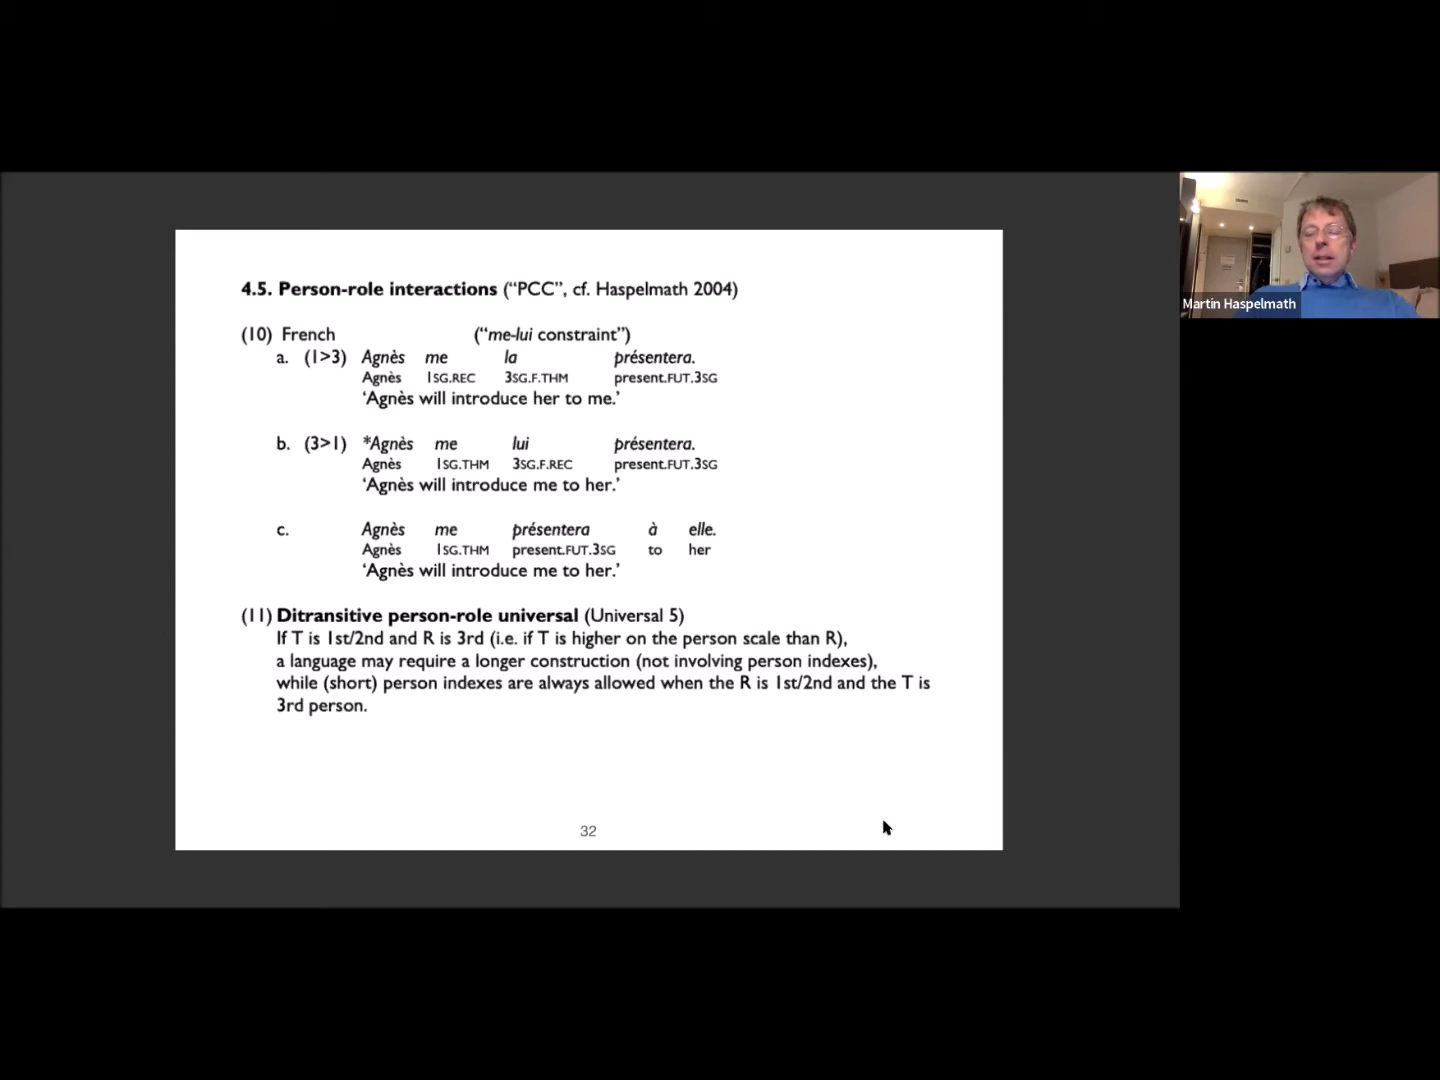 4.5. Person-role interactions (“PCC”, cf. Haspelmath 2004)
(10) French (“me-lui constraint”)
a. (1>3) Agnès me la présentera.
Agnès 1SG.REC 3SG.F.THM present.FUT.3SG
‘Agnès will introduce her to me.’
b. (3>1) *Agnès me lui présentera.
Agnès 1SG.THM 3SG.F.REC present.FUT.3SG
‘Agnès will introduce me to her.’
c. Agnès me présentera à elle.
Agnès 1SG.THM present.FUT.3SG to her
‘Agnès will introduce me to her.’
(11) Ditransitive person-role universal (Universal 5)
If T is 1st/2nd and R is 3rd (i.e. if T is higher on the person scale than R),
a language may require a longer construction (not involving person indexes),
while (short) person indexes are always allowed when the R is 1st/2nd and the T is
3rd person.
32
Martin Haspelmath